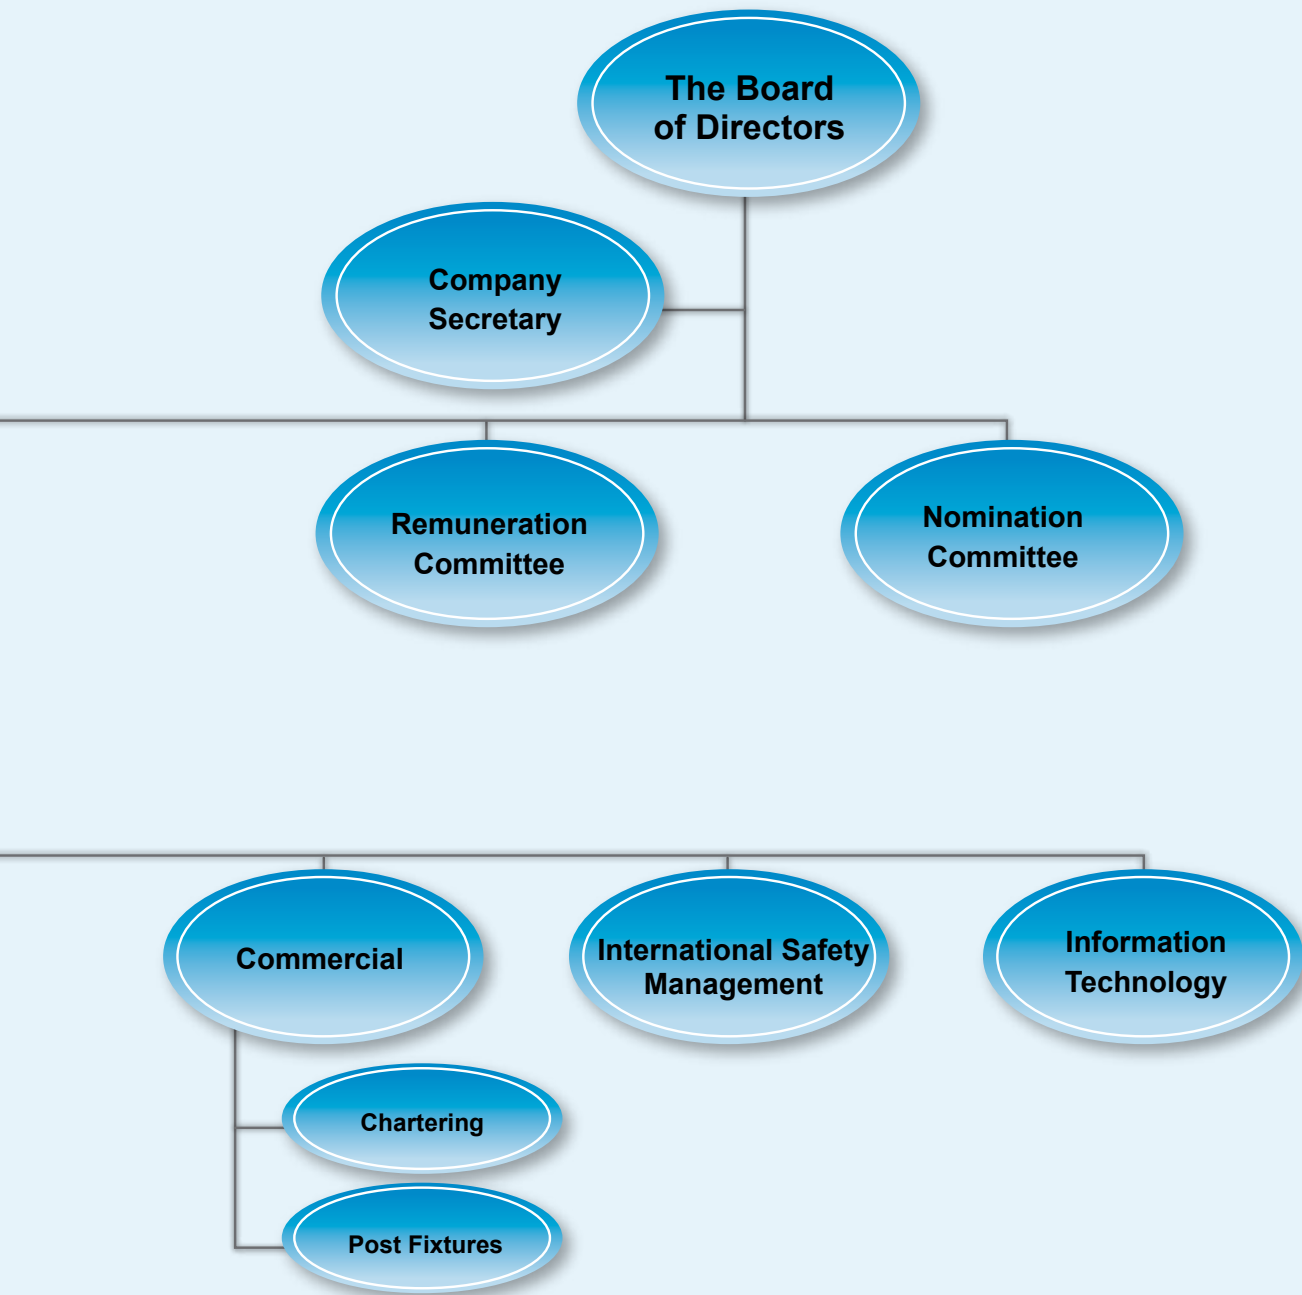 The Board
of Directors
Company
Secretary
Remuneration
Committee
Nomination
Committee
Commercial
International Safety
Management
Information
Technology
Chartering
Post Fixtures